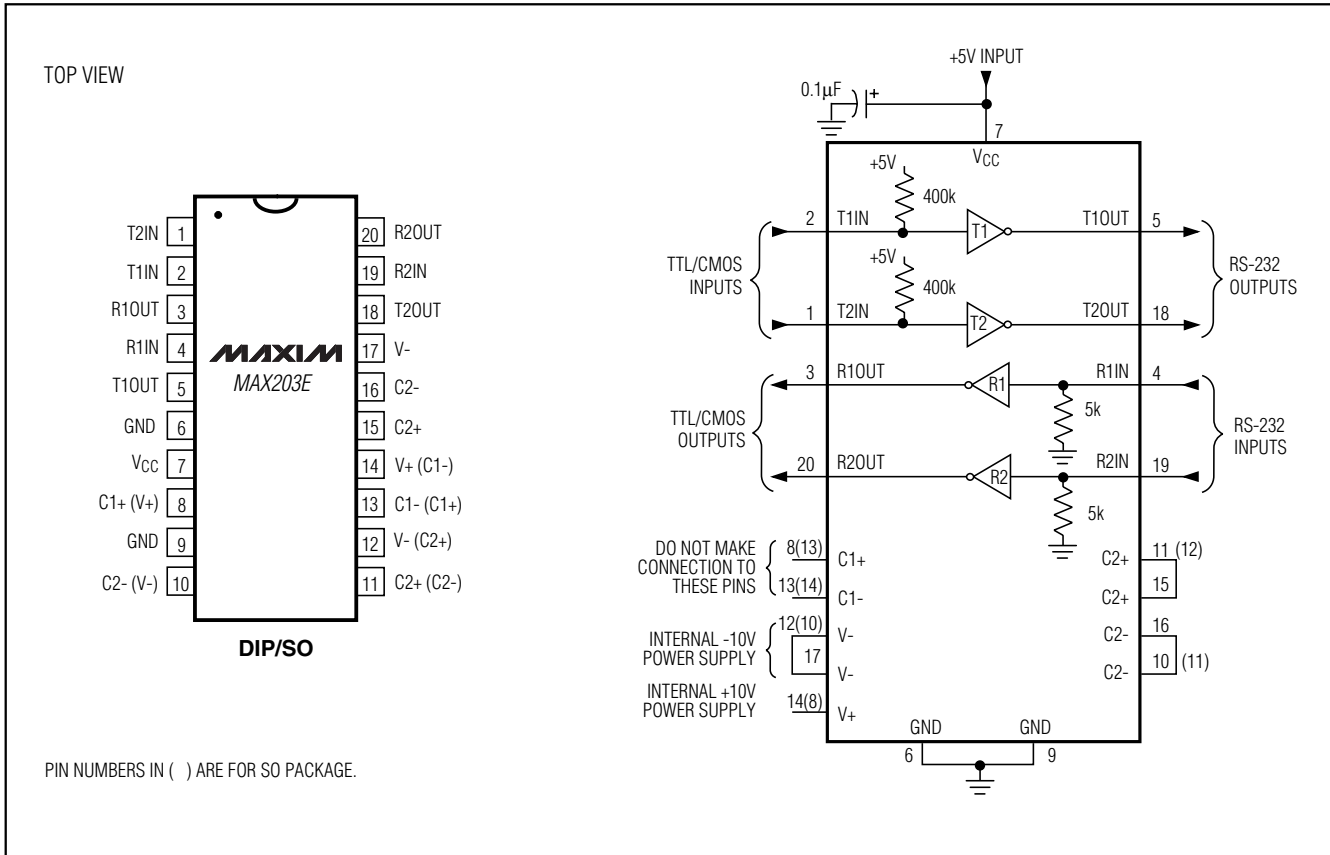 TOP VIEW
T2IN 1
T1IN 2
R1OUT 3
R1IN 4
T1OUT 5
GND 6
VCC 7
C1+ (V+) 8
GND 9
C2- (V-) 10
20 R2OUT
19 R2IN
18 T2OUT
17 V-
16 C2-
15 C2+
14 V+ (C1-)
13 C1- (C1+)
12 V- (C2+)
11 C2+ (C2-)
MAXIM
MAX203E
DIP/SO
PIN NUMBERS IN ( ) ARE FOR SO PACKAGE.
+5V INPUT
0.1µF +
7
VCC
+5V
400k
2 T1IN T1 T1OUT 5
TTL/CMOS
INPUTS
+5V
400k
1 T2IN T2 T2OUT 18
RS-232
OUTPUTS
3 R1OUT R1 R1IN 4
5k
TTL/CMOS
OUTPUTS
RS-232
INPUTS
20 R2OUT R2 R2IN 19
5k
DO NOT MAKE
CONNECTION TO
THESE PINS
8(13) C1+
13(14) C1-
INTERNAL -10V
POWER SUPPLY
12(10) V-
17 V-
INTERNAL +10V
POWER SUPPLY
14(8) V+
C2+ 11 (12)
C2+ 15
C2- 16
C2- 10 (11)
GND GND
6 9